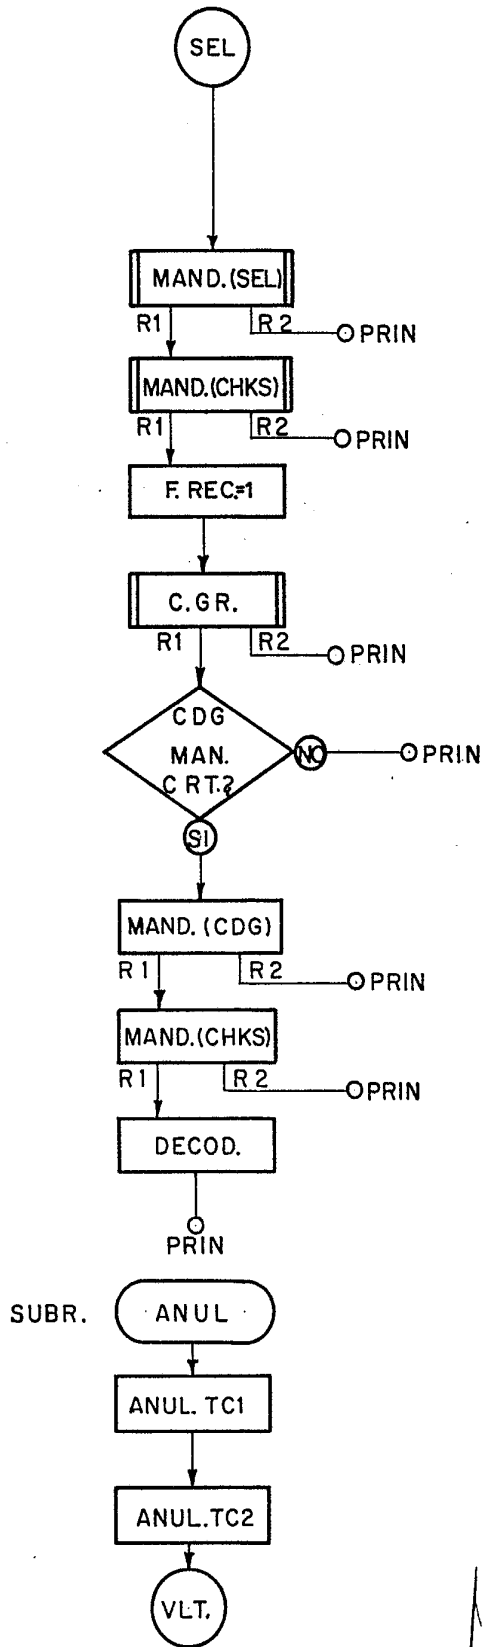 SEL
MAND.(SEL)
R1 R2 PRIN
MAND.(CHKS)
R1 R2 PRIN
F.REC.=1
C.GR.
R1 R2 PRIN
CDG
MAN.
CRT.?
NO PRIN
SI
MAND.(CDG)
R1 R2 PRIN
MAND.(CHKS)
R1 R2 PRIN
DECOD.
PRIN
SUBR. ANUL
ANUL.TC1
ANUL.TC2
VLT.